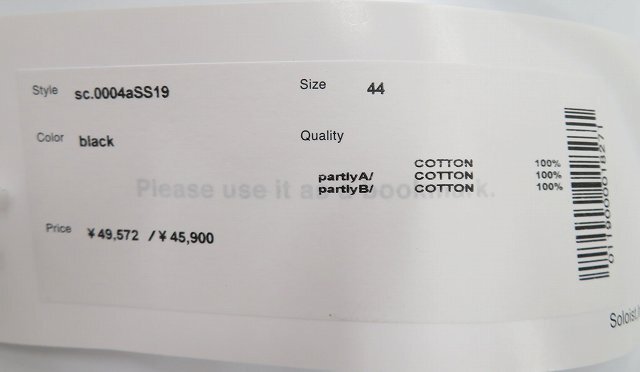 Style sc.0004aSS19 Size 44
Color black Quality
COTTON 100%
partlyA/ COTTON 100%
partlyB/ COTTON 100%
Please use it as a bookmark.
Price ¥49,572 /¥45,900
0119000018271
Soloist.